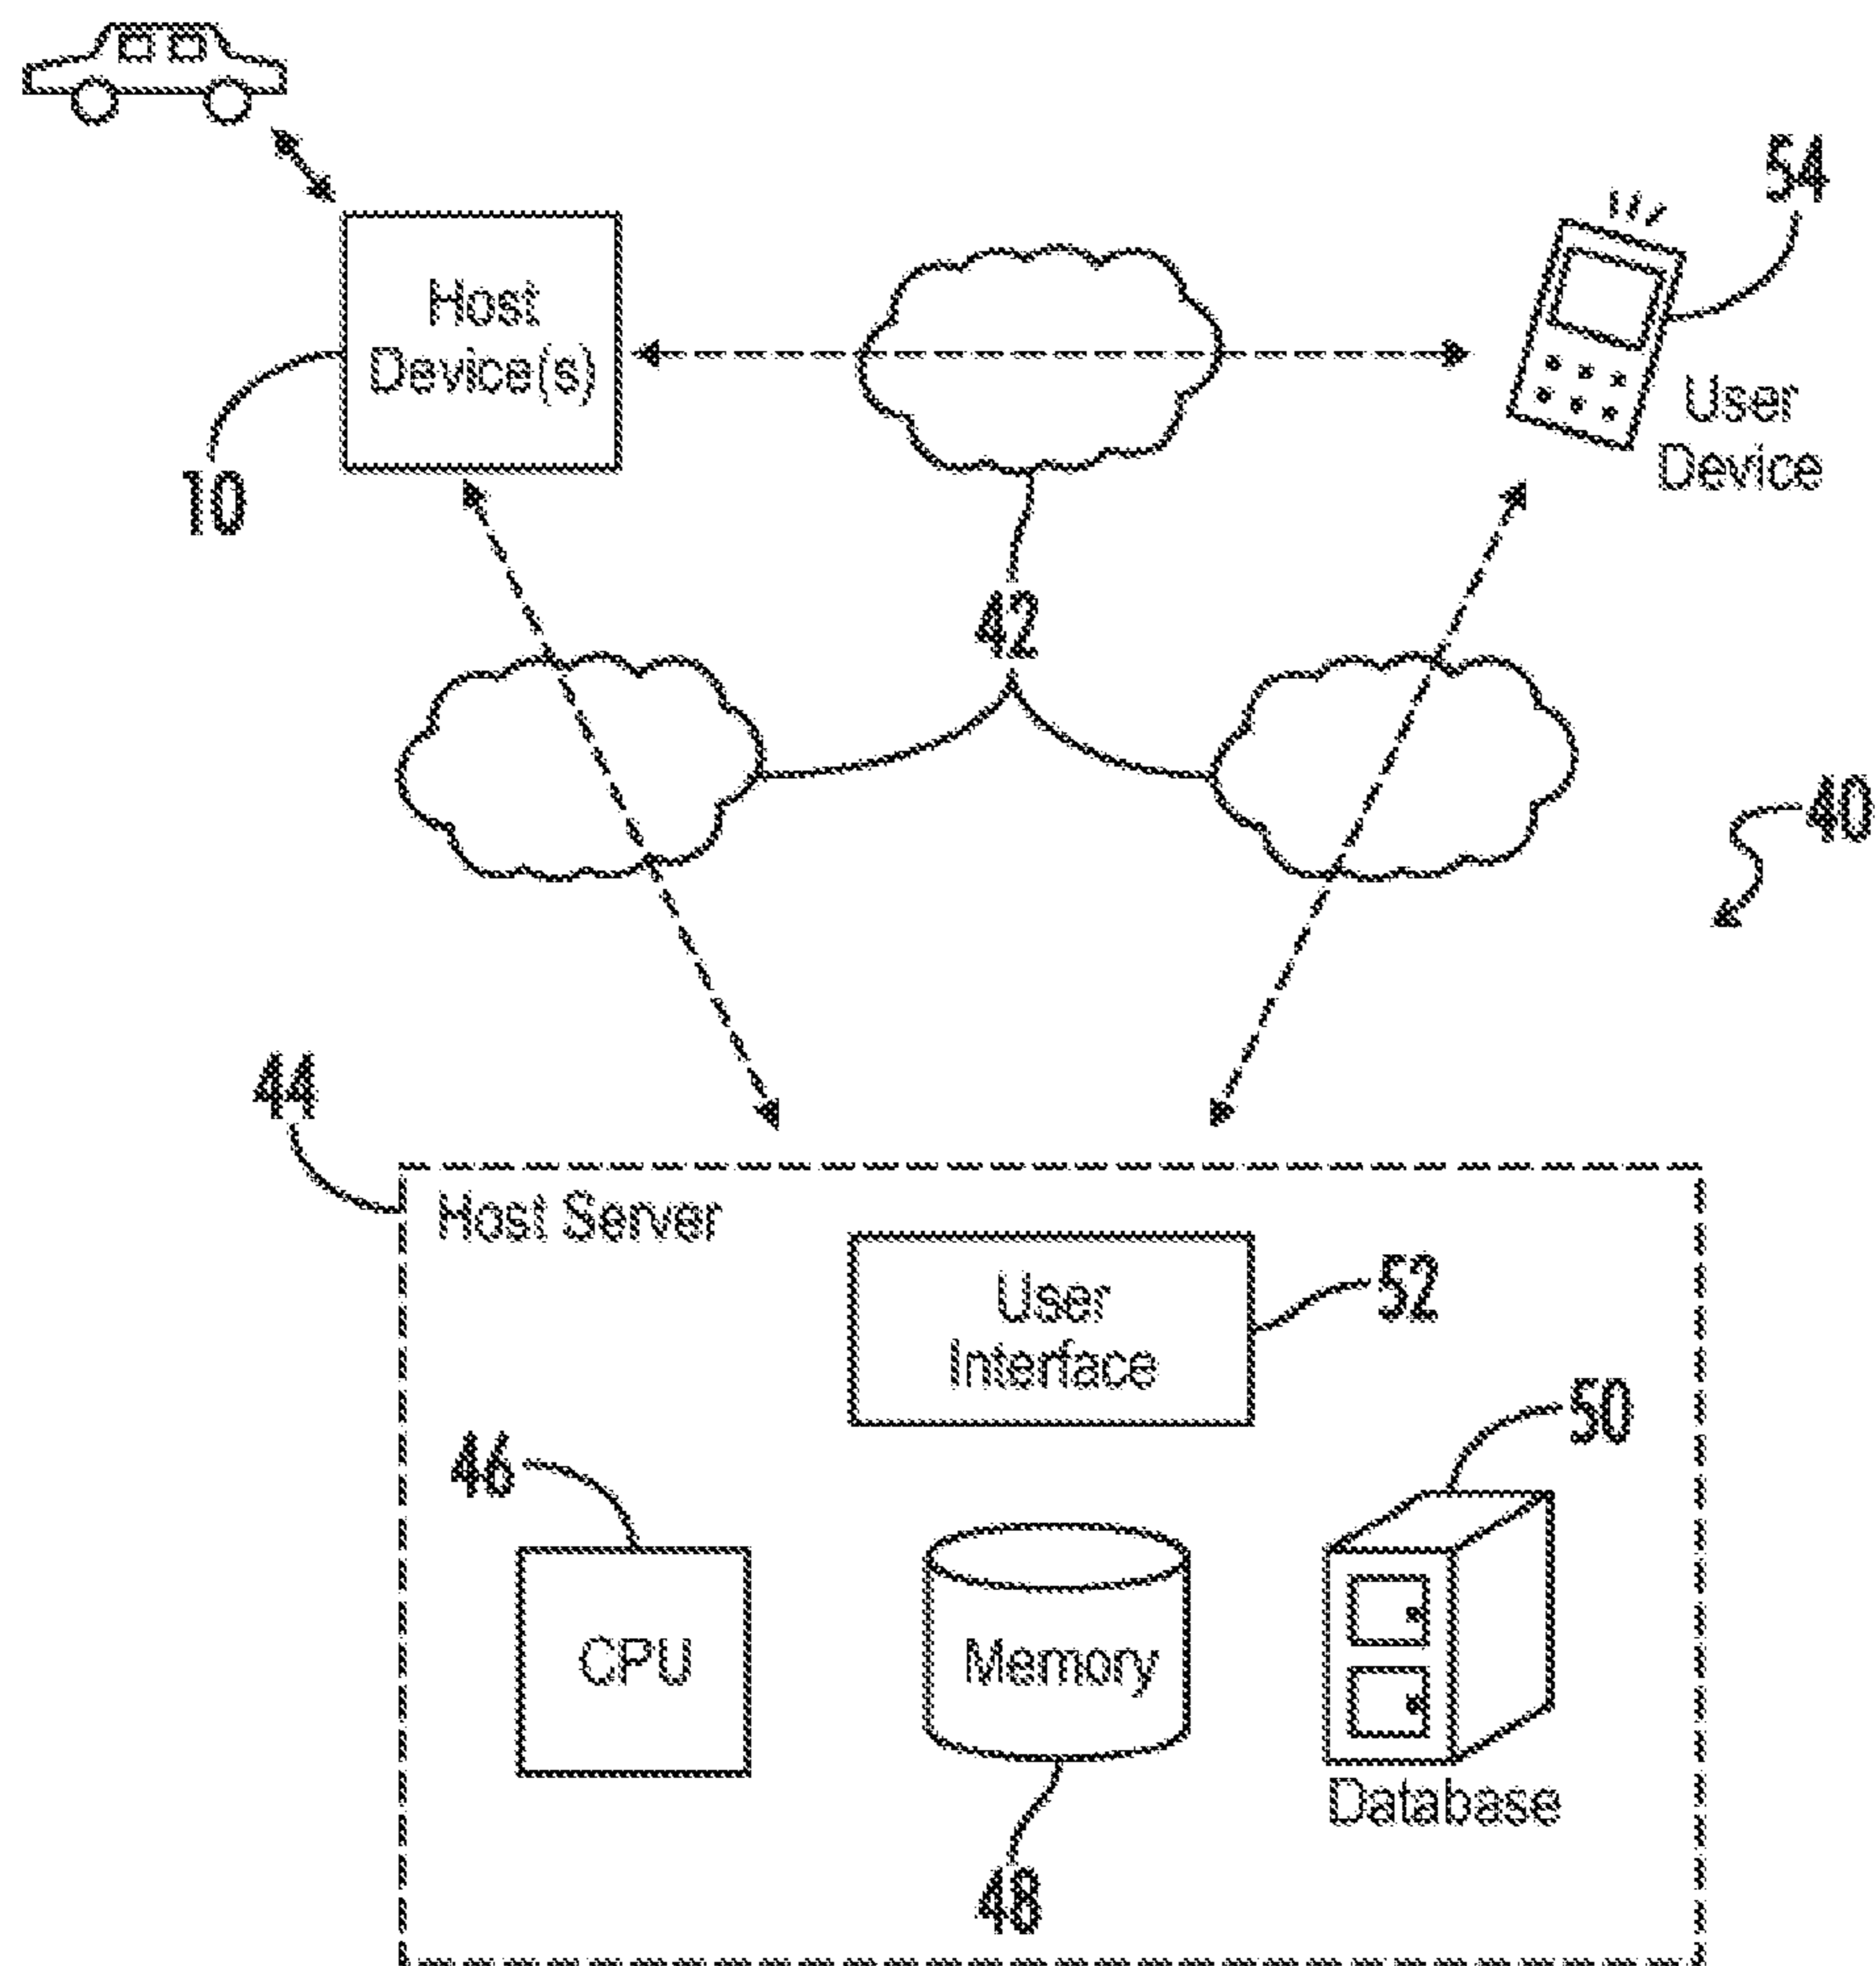 54
Host
Device(s)
User
Device
10
42
40
44
Host Server
User
Interface
52
50
46
CPU
Memory
Database
48